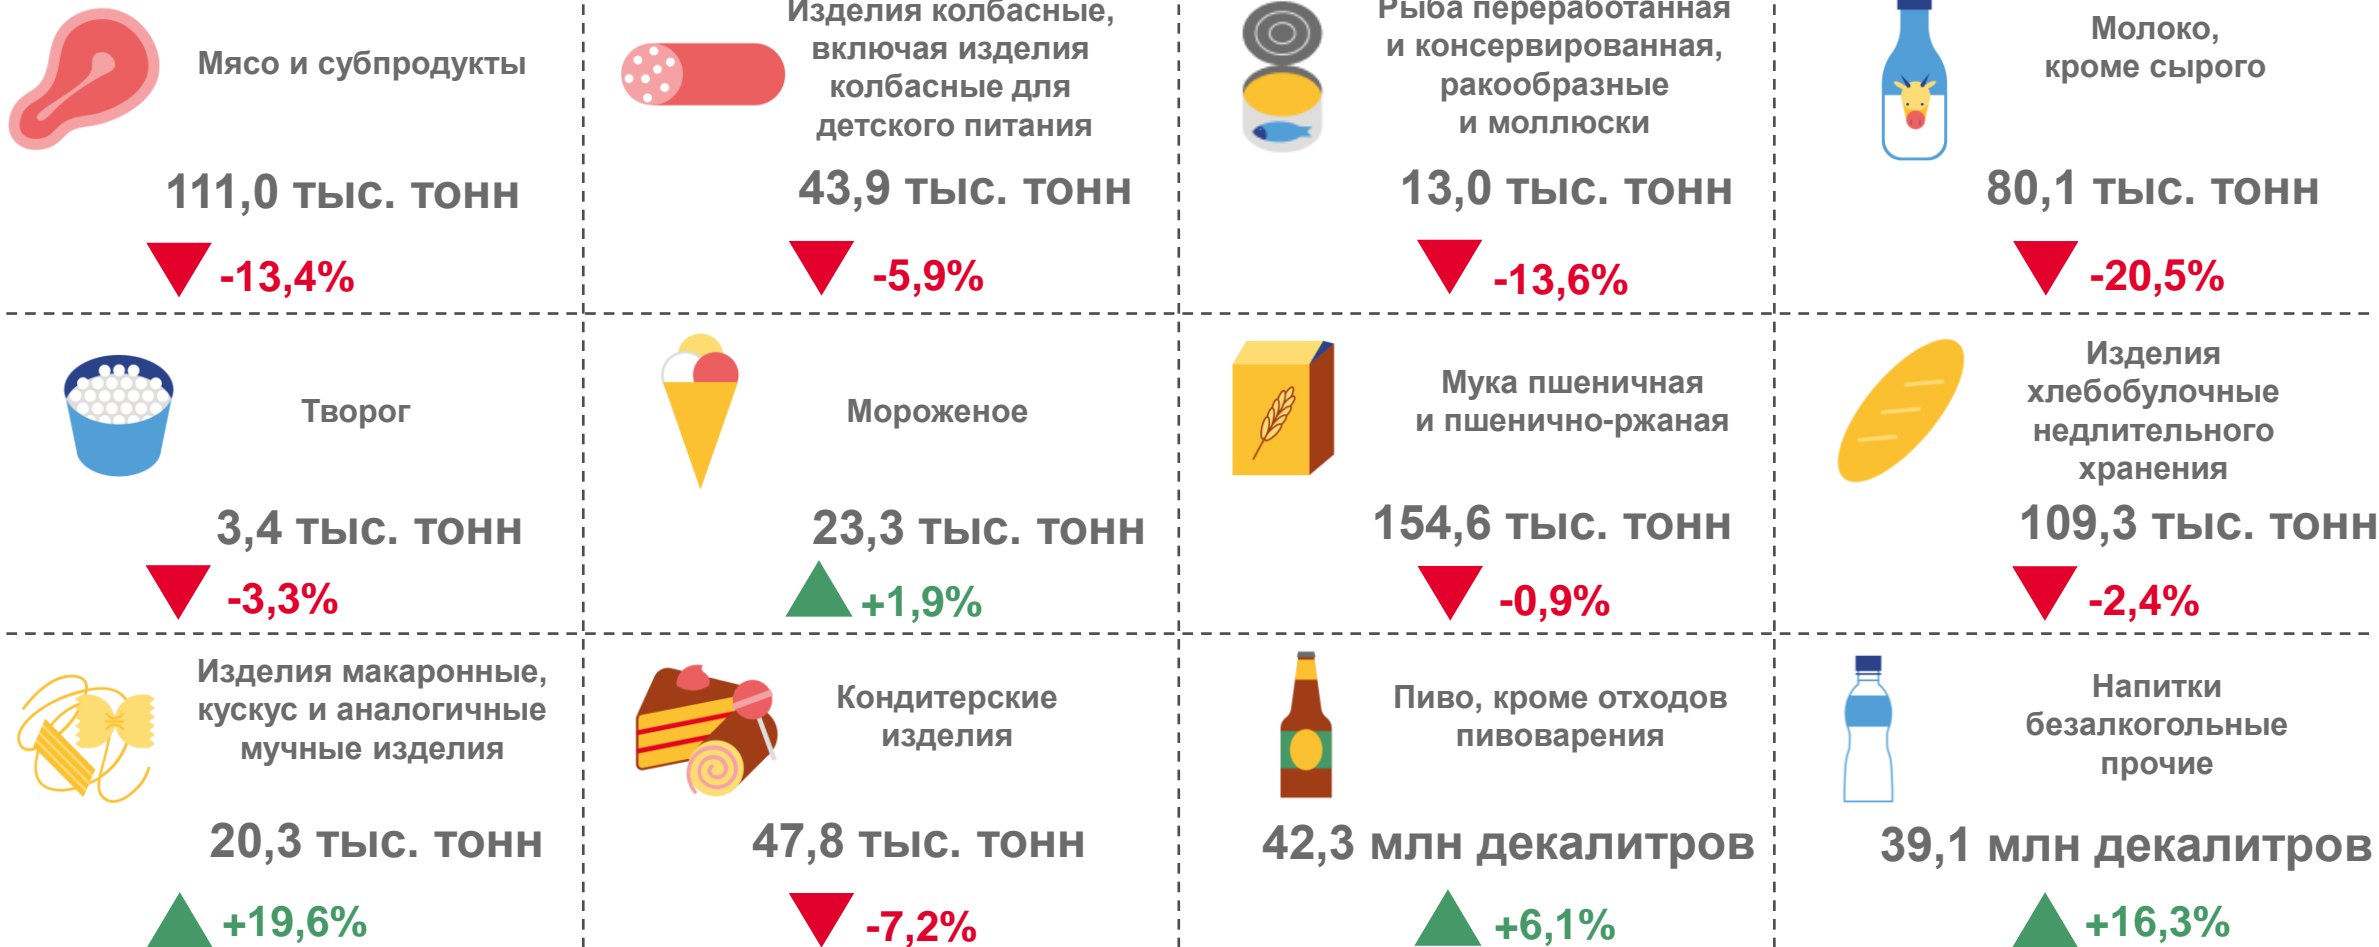 Мясо и субпродукты
111,0 тыс. тонн
-13,4%
Изделия колбасные,
включая изделия
колбасные для
детского питания
43,9 тыс. тонн
-5,9%
Рыба переработанная
и консервированная,
ракообразные
и моллюски
13,0 тыс. тонн
-13,6%
Молоко,
кроме сырого
80,1 тыс. тонн
-20,5%
Творог
3,4 тыс. тонн
-3,3%
Мороженое
23,3 тыс. тонн
+1,9%
Мука пшеничная
и пшенично-ржаная
154,6 тыс. тонн
-0,9%
Изделия
хлебобулочные
недлительного
хранения
109,3 тыс. тонн
-2,4%
Изделия макаронные,
кускус и аналогичные
мучные изделия
20,3 тыс. тонн
+19,6%
Кондитерские
изделия
47,8 тыс. тонн
-7,2%
Пиво, кроме отходов
пивоварения
42,3 млн декалитров
+6,1%
Напитки
безалкогольные
прочие
39,1 млн декалитров
+16,3%